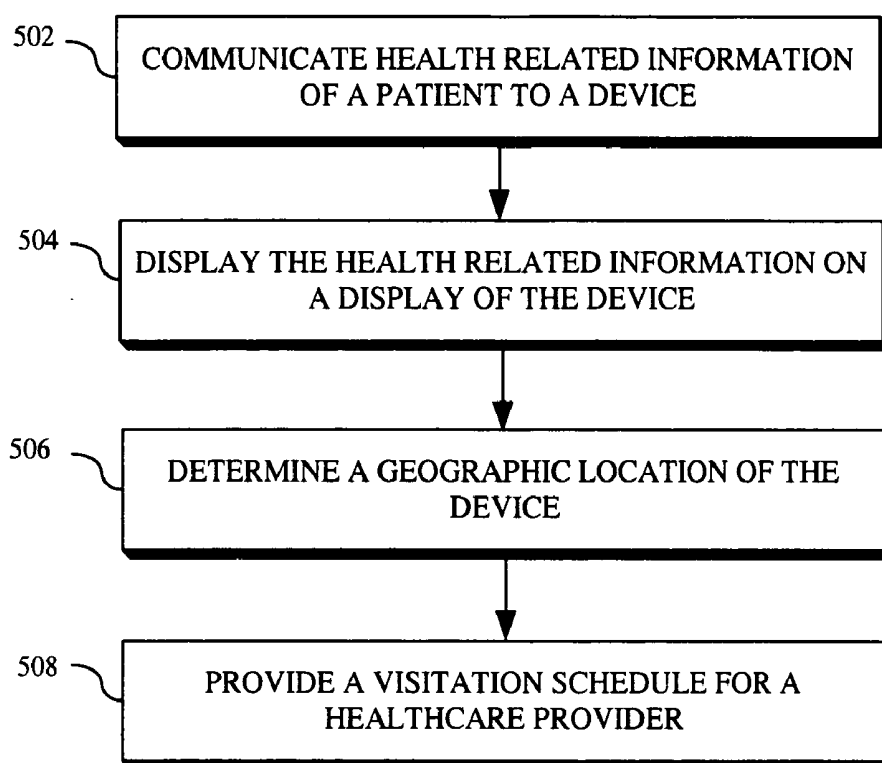 502
COMMUNICATE HEALTH RELATED INFORMATION
OF A PATIENT TO A DEVICE
504
DISPLAY THE HEALTH RELATED INFORMATION ON
A DISPLAY OF THE DEVICE
506
DETERMINE A GEOGRAPHIC LOCATION OF THE
DEVICE
508
PROVIDE A VISITATION SCHEDULE FOR A
HEALTHCARE PROVIDER